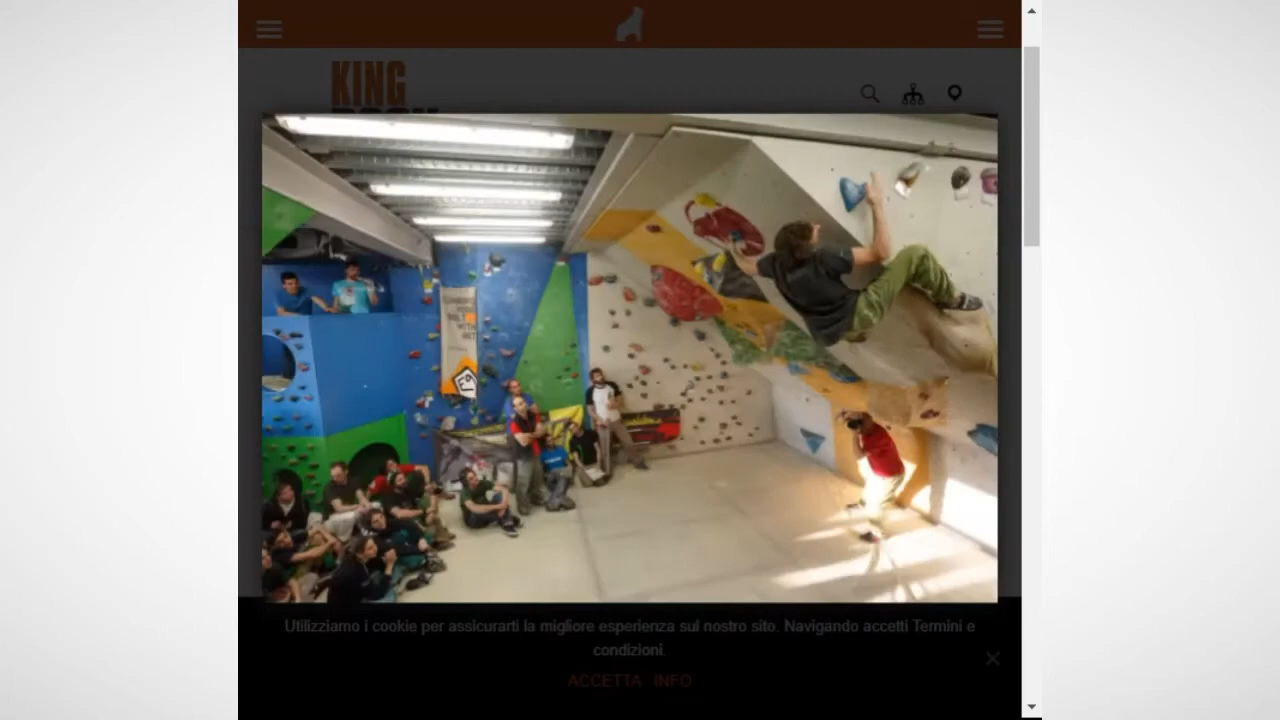 KING
Utilizziamo i cookie per assicurarti la migliore esperienza sul nostro sito. Navigando accetti Termini e
condizioni.
ACCETTA INFO